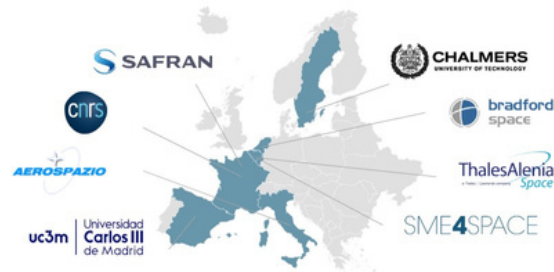 SAFRAN
CHALMERS
UNIVERSITY OF TECHNOLOGY
cnrs
bradford
space
AEROSPAZIO
ThalesAlenia
Space
uc3m
Universidad
Carlos III
de Madrid
SME4SPACE